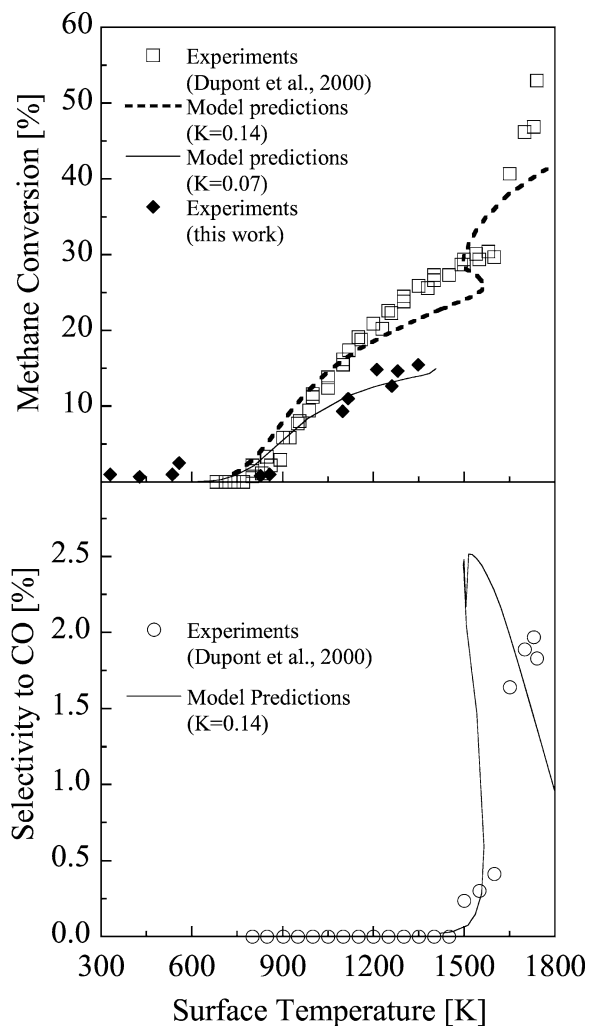 60
50
40
30
20
10
Methane Conversion [%]
Experiments
(Dupont et al., 2000)
Model predictions
(K=0.14)
Model predictions
(K=0.07)
Experiments
(this work)
2.5
2.0
1.5
1.0
0.5
0.0
Selectivity to CO [%]
Experiments
(Dupont et al., 2000)
Model Predictions
(K=0.14)
300 600 900 1200 1500 1800
Surface Temperature [K]